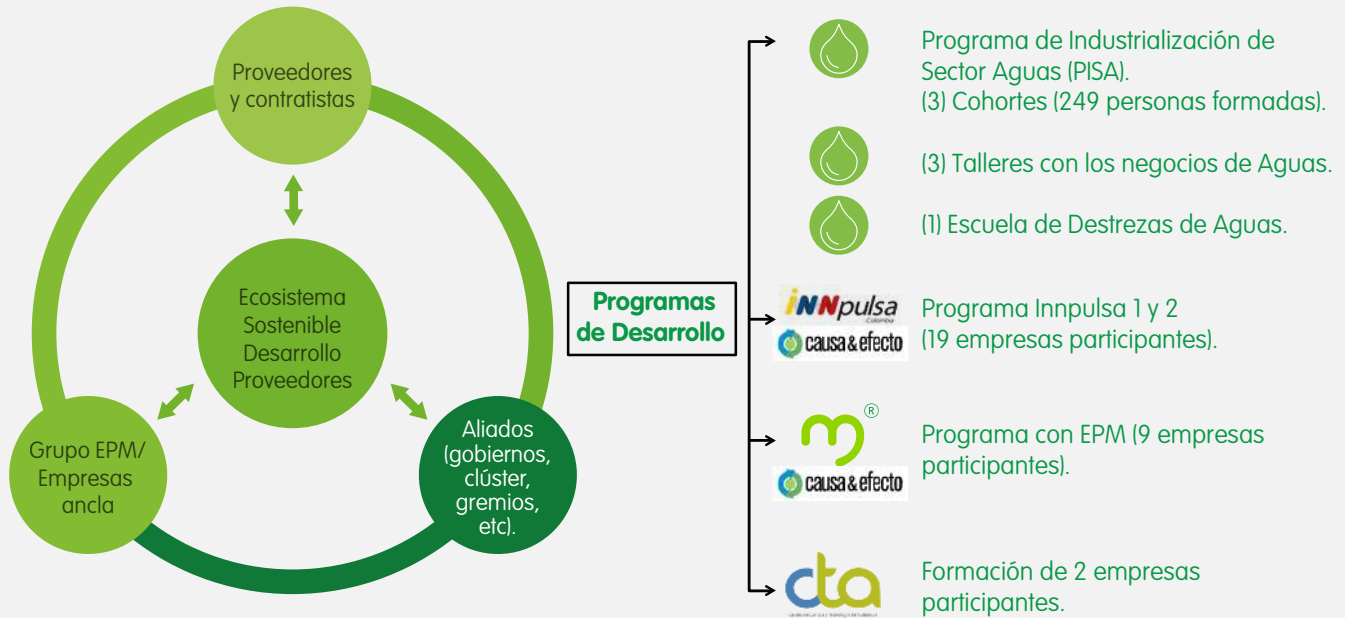 Proveedores
y contratistas
Ecosistema
Sostenible
Desarrollo
Proveedores
Grupo EPM/
Empresas
ancla
Aliados
(gobiernos,
clúster,
gremios,
etc).
Programas
de Desarrollo
Programa de Industrialización de
Sector Aguas (PISA).
(3) Cohortes (249 personas formadas).
(3) Talleres con los negocios de Aguas.
(1) Escuela de Destrezas de Aguas.
iNNpulsa
Colombia
causa & efecto
Programa Innpulsa 1 y 2
(19 empresas participantes).
®
causa & efecto
Programa con EPM (9 empresas
participantes).
cta
Formación de 2 empresas
participantes.